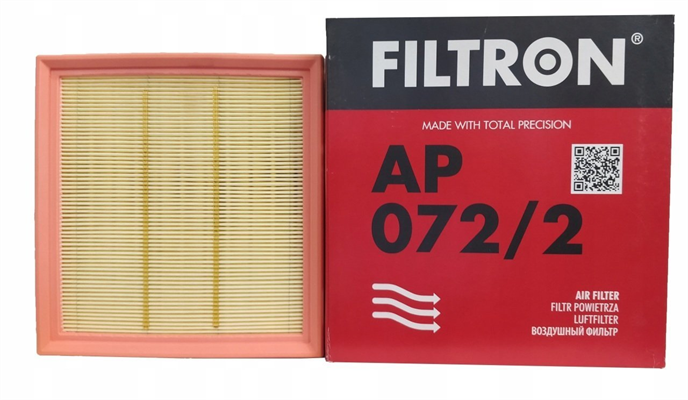 FILTRON®
MADE WITH TOTAL PRECISION
AP
072/2
AIR FILTER
FILTR POWIETRZA
LUFTFILTER
ВОЗДУШНЫЙ ФИЛЬТР